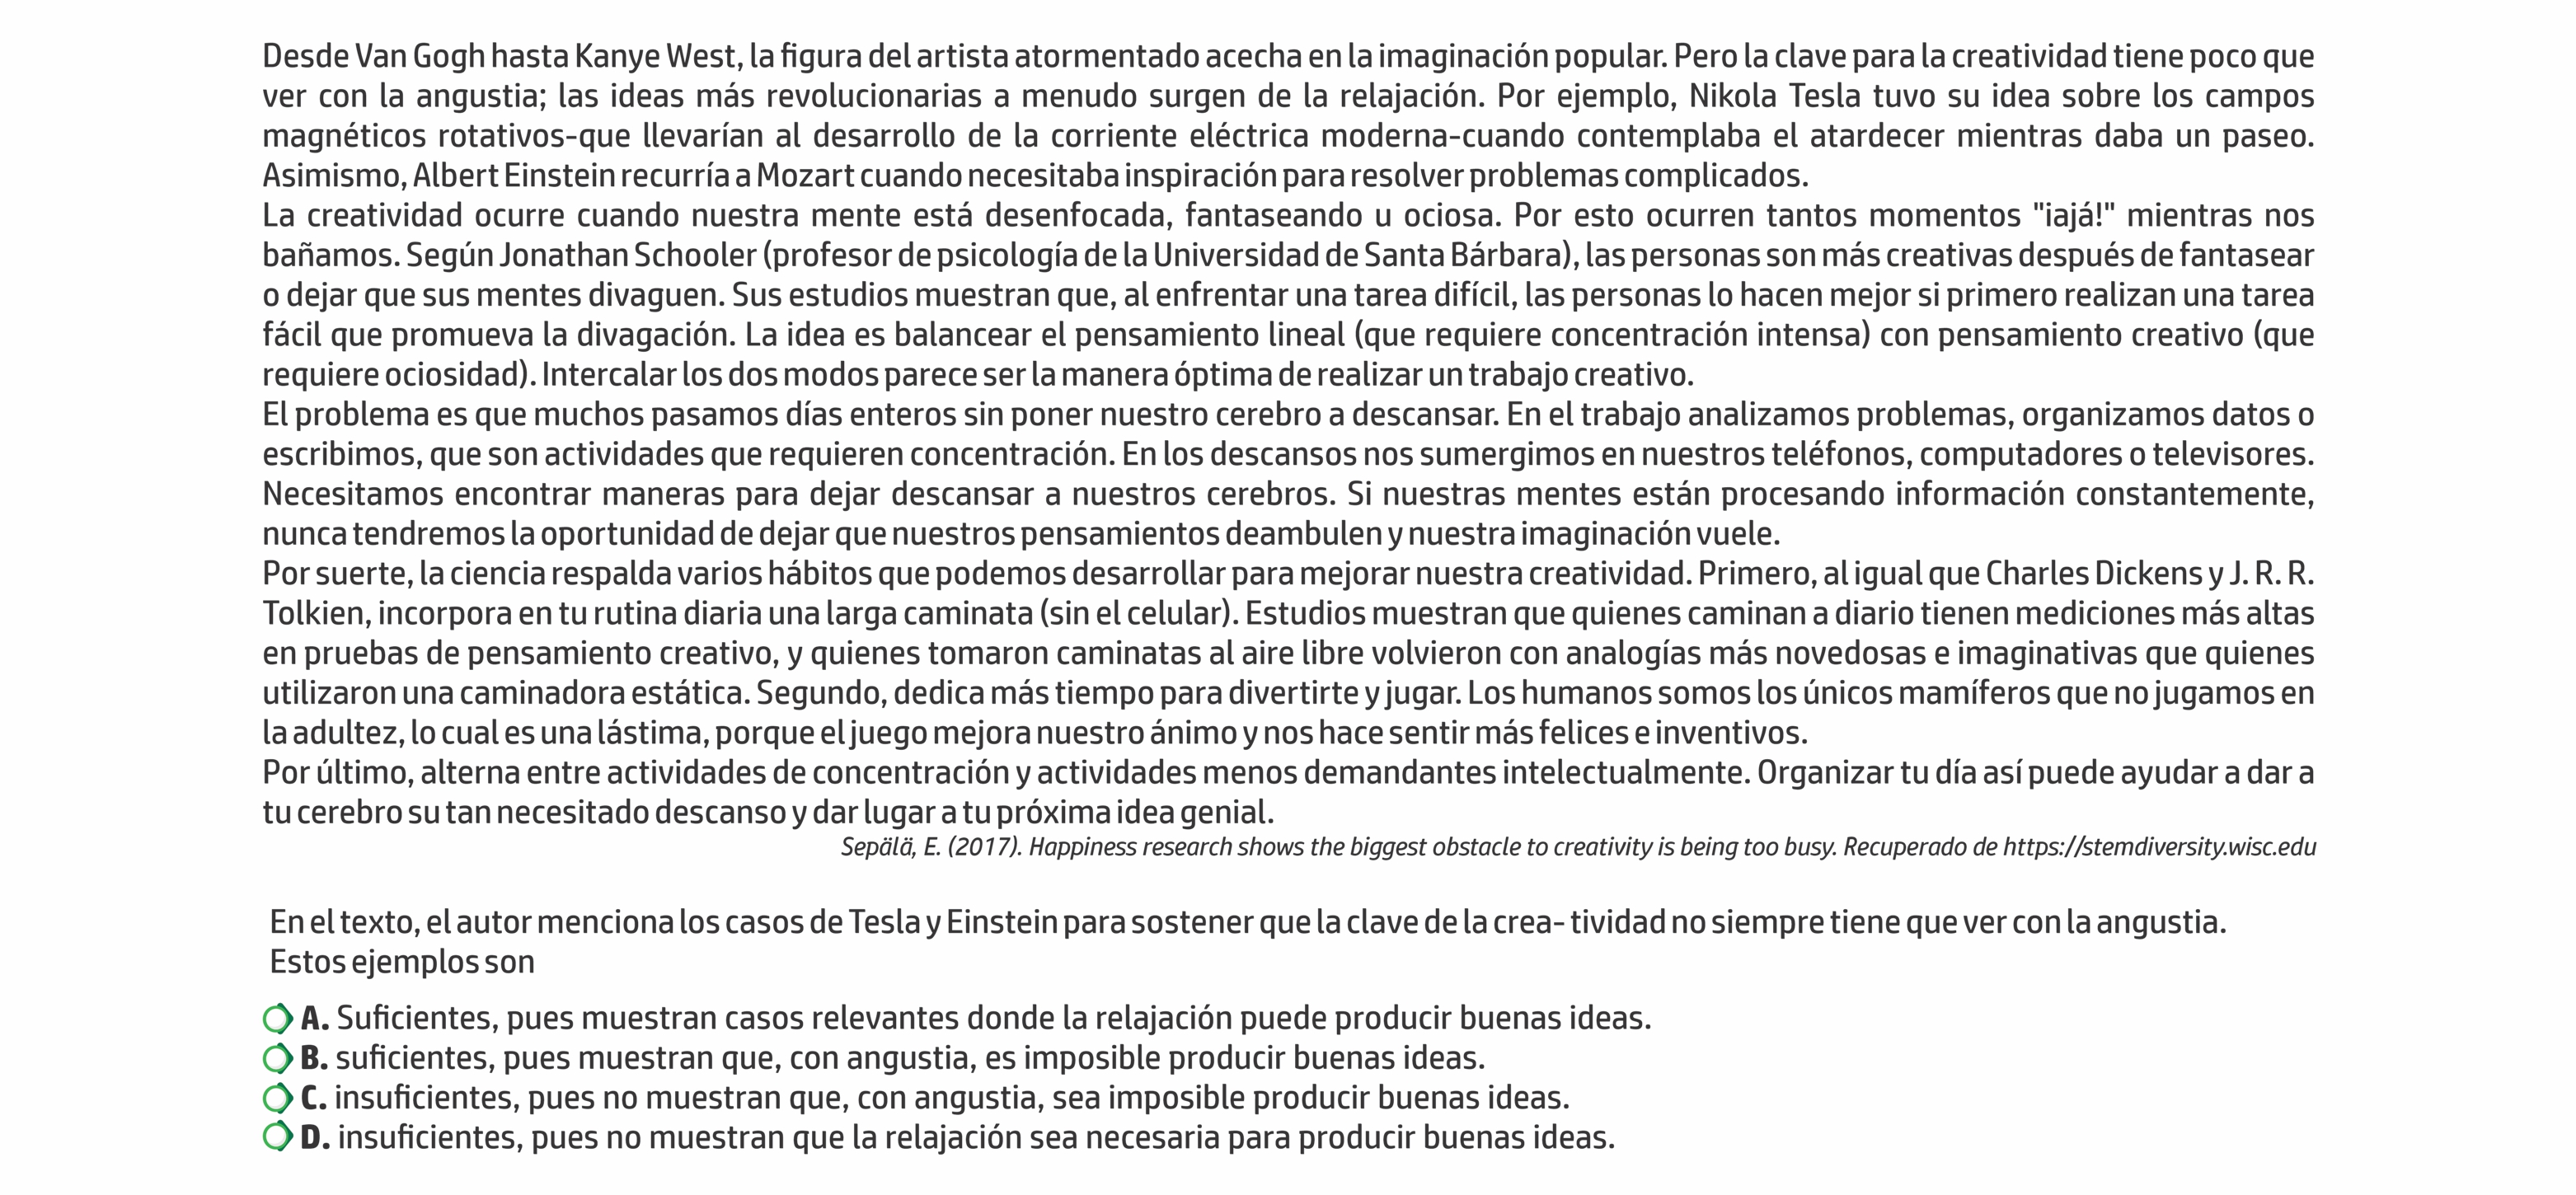 Desde Van Gogh hasta Kanye West, la figura del artista atormentado acecha en la imaginación popular. Pero la clave para la creatividad tiene poco que
ver con la angustia; las ideas más revolucionarias a menudo surgen de la relajación. Por ejemplo, Nikola Tesla tuvo su idea sobre los campos
magnéticos rotativos-que llevarían al desarrollo de la corriente eléctrica moderna-cuando contemplaba el atardecer mientras daba un paseo.
Asimismo, Albert Einstein recurría a Mozart cuando necesitaba inspiración para resolver problemas complicados.
La creatividad ocurre cuando nuestra mente está desenfocada, fantaseando u ociosa. Por esto ocurren tantos momentos "iajá!" mientras nos
bañamos. Según Jonathan Schooler (profesor de psicología de la Universidad de Santa Bárbara), las personas son más creativas después de fantasear
o dejar que sus mentes divaguen. Sus estudios muestran que, al enfrentar una tarea difícil, las personas lo hacen mejor si primero realizan una tarea
fácil que promueva la divagación. La idea es balancear el pensamiento lineal (que requiere concentración intensa) con pensamiento creativo (que
requiere ociosidad). Intercalar los dos modos parece ser la manera óptima de realizar un trabajo creativo.
El problema es que muchos pasamos días enteros sin poner nuestro cerebro a descansar. En el trabajo analizamos problemas, organizamos datos o
escribimos, que son actividades que requieren concentración. En los descansos nos sumergimos en nuestros teléfonos, computadores o televisores.
Necesitamos encontrar maneras para dejar descansar a nuestros cerebros. Si nuestras mentes están procesando información constantemente,
nunca tendremos la oportunidad de dejar que nuestros pensamientos deambulen y nuestra imaginación vuele.
Por suerte, la ciencia respalda varios hábitos que podemos desarrollar para mejorar nuestra creatividad. Primero, al igual que Charles Dickens y J. R. R.
Tolkien, incorpora en tu rutina diaria una larga caminata (sin el celular). Estudios muestran que quienes caminan a diario tienen mediciones más altas
en pruebas de pensamiento creativo, y quienes tomaron caminatas al aire libre volvieron con analogías más novedosas e imaginativas que quienes
utilizaron una caminadora estática. Segundo, dedica más tiempo para divertirte y jugar. Los humanos somos los únicos mamíferos que no jugamos en
la adultez, lo cual es una lástima, porque el juego mejora nuestro ánimo y nos hace sentir más felices e inventivos.
Por último, alterna entre actividades de concentración y actividades menos demandantes intelectualmente. Organizar tu día así puede ayudar a dar a
tu cerebro su tan necesitado descanso y dar lugar a tu próxima idea genial.
Sepälä, E. (2017). Happiness research shows the biggest obstacle to creativity is being too busy. Recuperado de https://stemdiversity.wisc.edu
En el texto, el autor menciona los casos de Tesla y Einstein para sostener que la clave de la crea- tividad no siempre tiene que ver con la angustia.
Estos ejemplos son
A. Suficientes, pues muestran casos relevantes donde la relajación puede producir buenas ideas.
B. suficientes, pues muestran que, con angustia, es imposible producir buenas ideas.
C. insuficientes, pues no muestran que, con angustia, sea imposible producir buenas ideas.
D. insuficientes, pues no muestran que la relajación sea necesaria para producir buenas ideas.